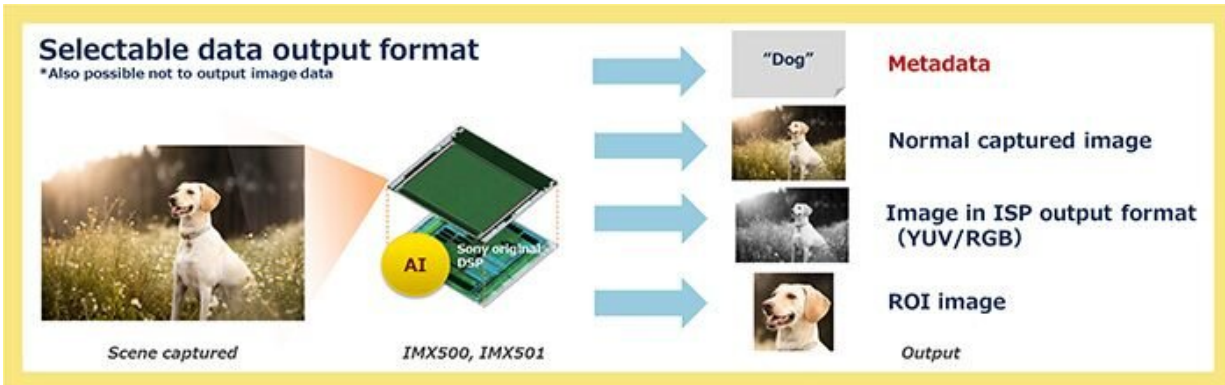 Selectable data output format
*Also possible not to output image data
"Dog"
Metadata
Normal captured image
Sony original
DSP
AI
Image in ISP output format
(YUV/RGB)
ROI image
Scene captured
IMX500, IMX501
Output